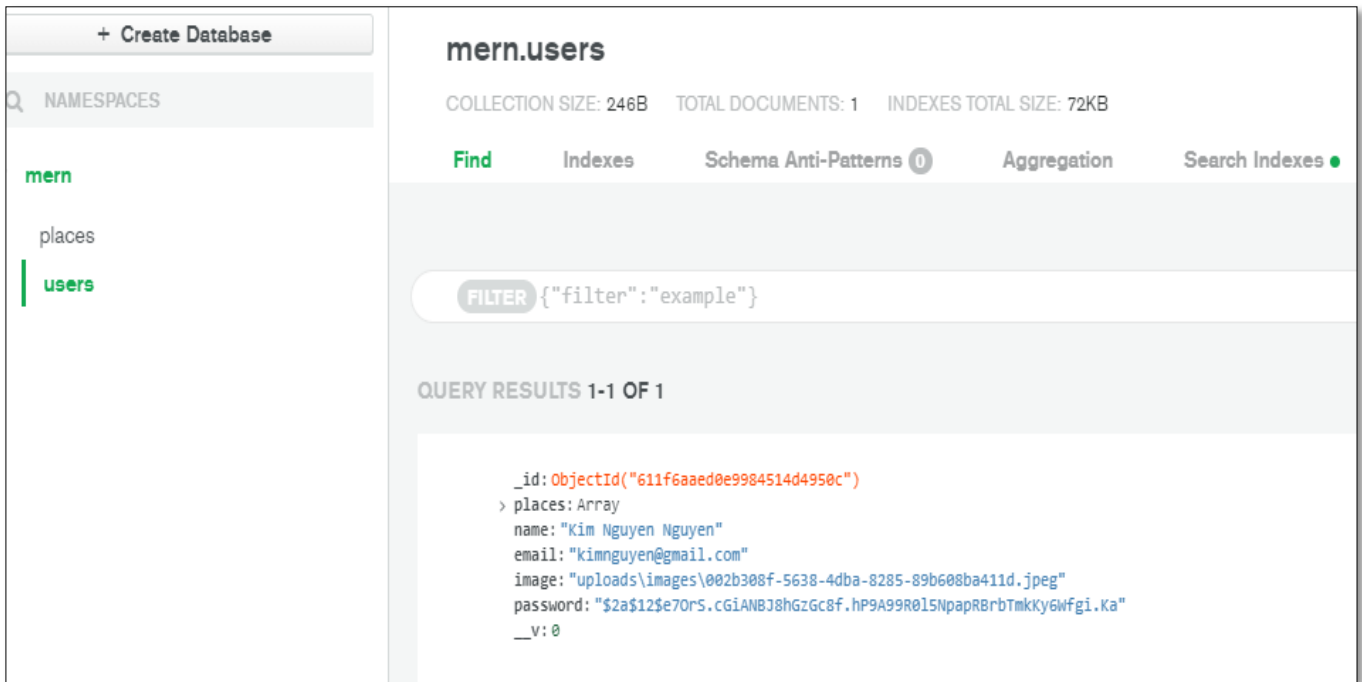 + Create Database
NAMESPACES
mern
places
users
mern.users
COLLECTION SIZE: 246B TOTAL DOCUMENTS: 1 INDEXES TOTAL SIZE: 72KB
Find Indexes Schema Anti-Patterns 0 Aggregation Search Indexes
FILTER {"filter":"example"}
QUERY RESULTS 1-1 OF 1
_id: ObjectId("611f6aaed0e9984514d4950c")
> places: Array
name: "Kim Nguyen Nguyen"
email: "kimnguyen@gmail.com"
image: "uploads\images\002b308f-5638-4dba-8285-89b608ba411d.jpeg"
password: "$2a$12$e7OrS.cGiANBJ8hGzGc8f.hP9A99R0l5NpapRBrbTmkKy6Wfgi.Ka"
__v: 0